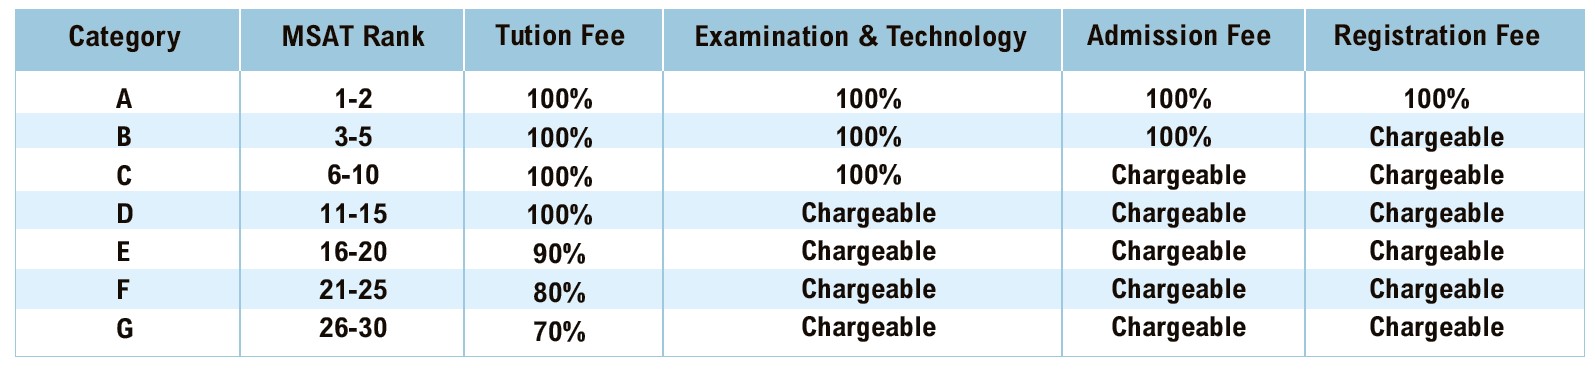 Category MSAT Rank Tution Fee Examination & Technology Admission Fee Registration Fee
A 1-2 100% 100% 100% 100%
B 3-5 100% 100% 100% Chargeable
C 6-10 100% 100% Chargeable Chargeable
D 11-15 100% Chargeable Chargeable Chargeable
E 16-20 90% Chargeable Chargeable Chargeable
F 21-25 80% Chargeable Chargeable Chargeable
G 26-30 70% Chargeable Chargeable Chargeable